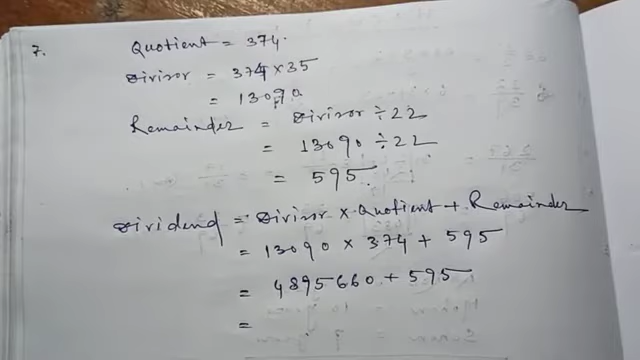 7. Quotient = 374.
Divisor = 374 × 35
= 13090
Remainder = Divisor ÷ 22
= 13090 ÷ 22
= 595.
Dividend = Divisor × Quotient + Remainder
= 13090 × 374 + 595
= 4895660 + 595
=